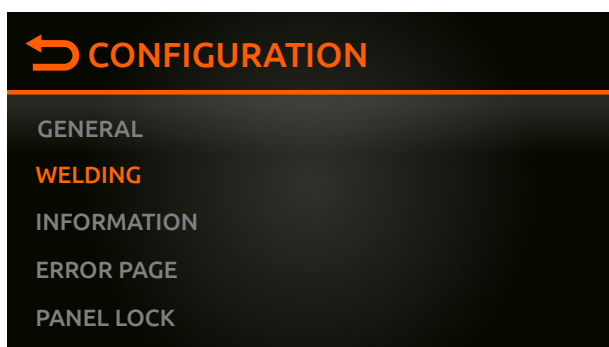 CONFIGURATION
GENERAL
WELDING
INFORMATION
ERROR PAGE
PANEL LOCK